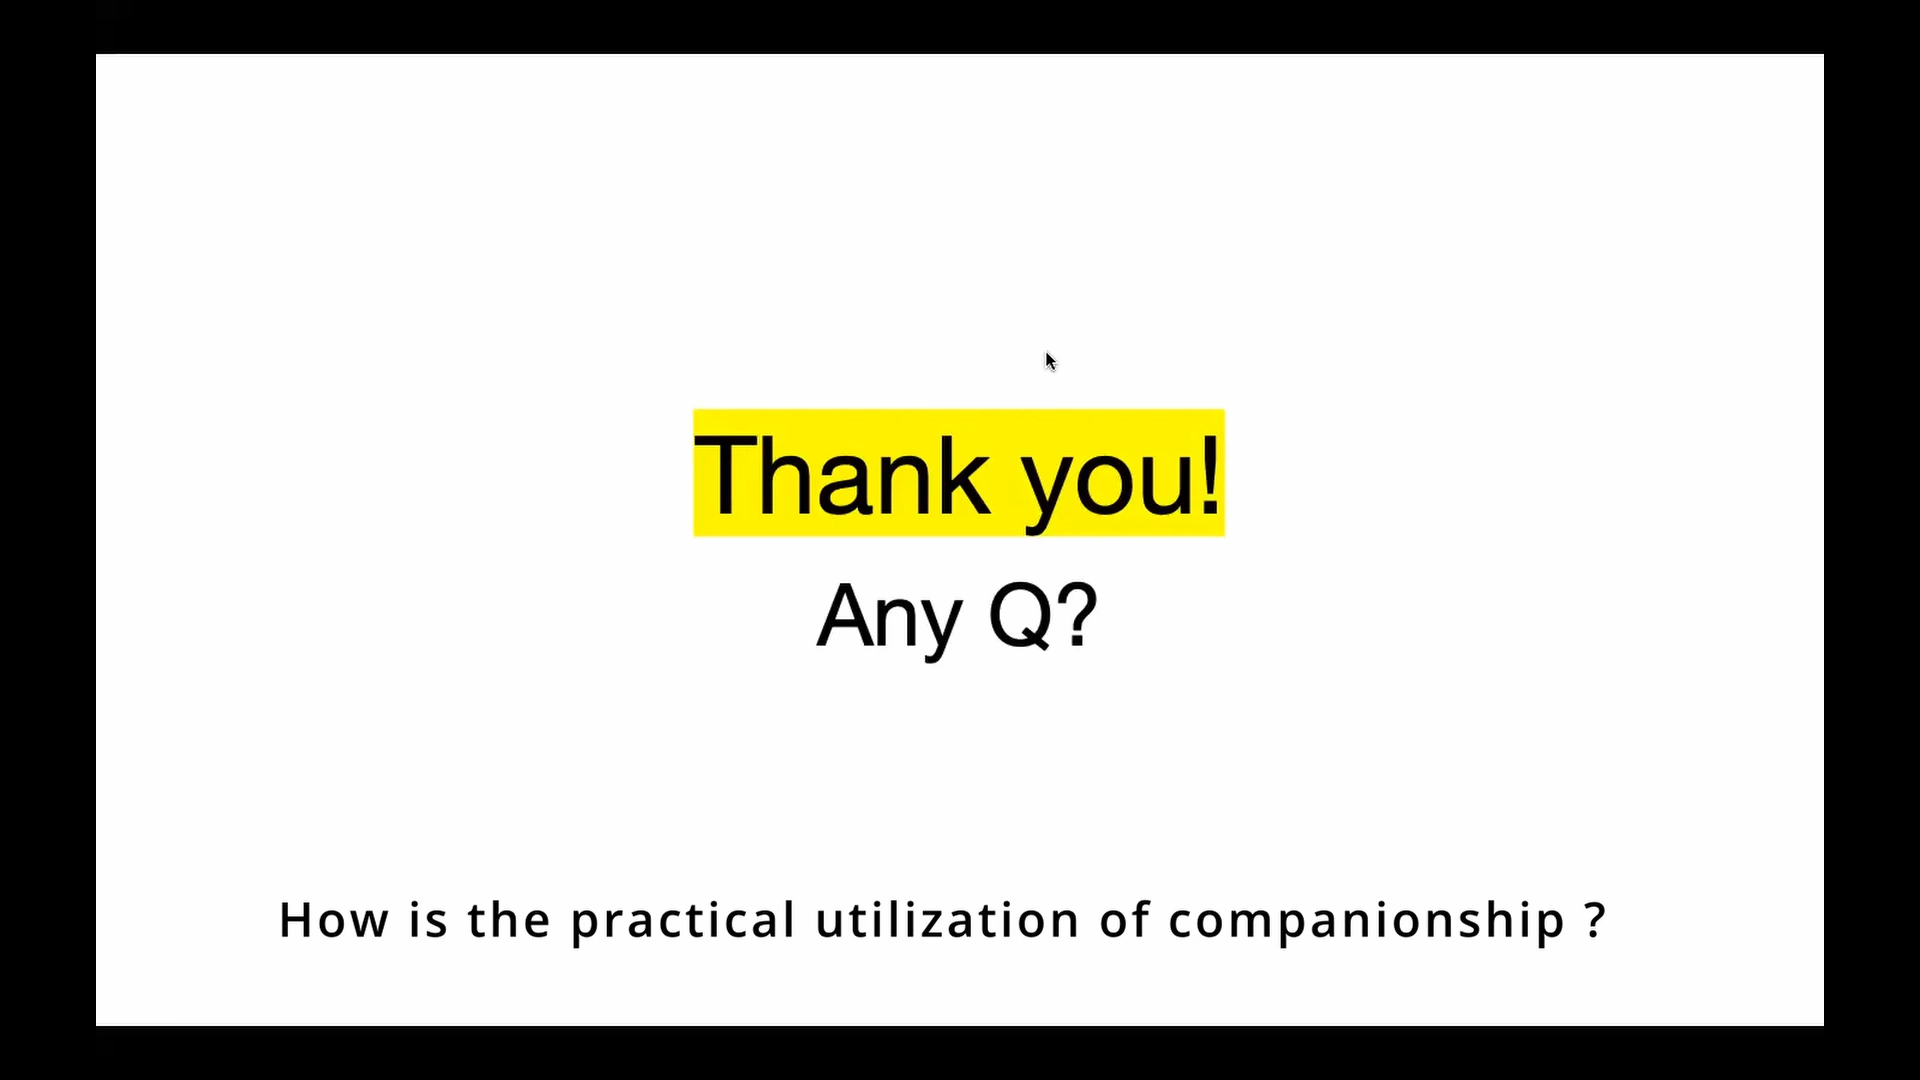 Thank you!
Any Q?
How is the practical utilization of companionship ?